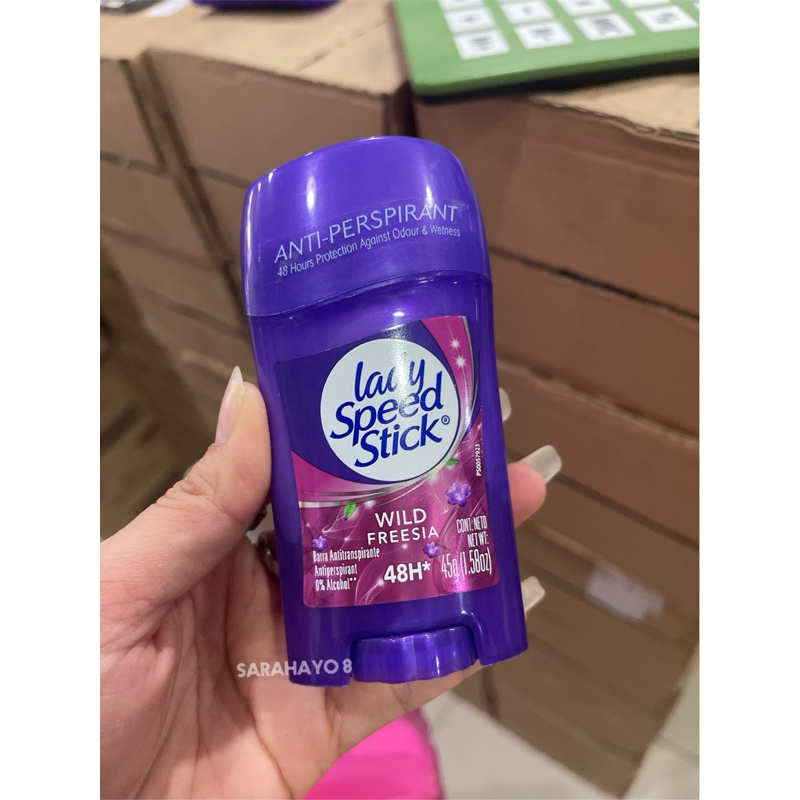 ANTI-PERSPIRANT
48 Hours Protection Against Odour & Wetness
lady
Speed
Stick®
WILD
FREESIA
Barra Antitranspirante
Antiperspirant
0% Alcohol**
48H*
CONT. NETO
NET WT:
45g (1.58oz)
P50057923
SARAHAYO 8